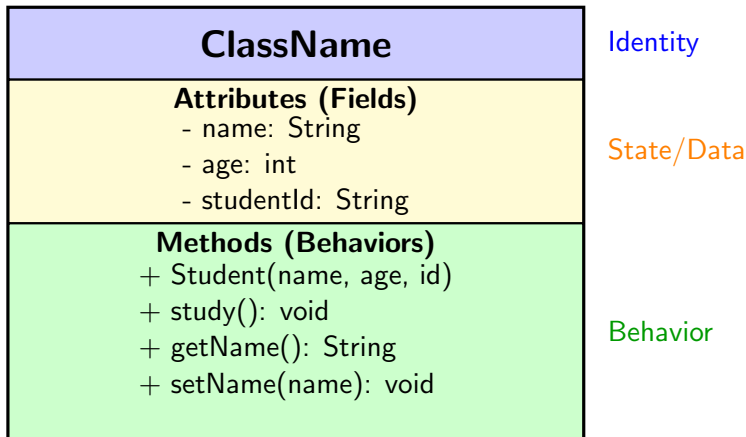 ClassName
Identity
Attributes (Fields)
- name: String
- age: int
- studentId: String
State/Data
Methods (Behaviors)
+ Student(name, age, id)
+ study(): void
+ getName(): String
+ setName(name): void
Behavior